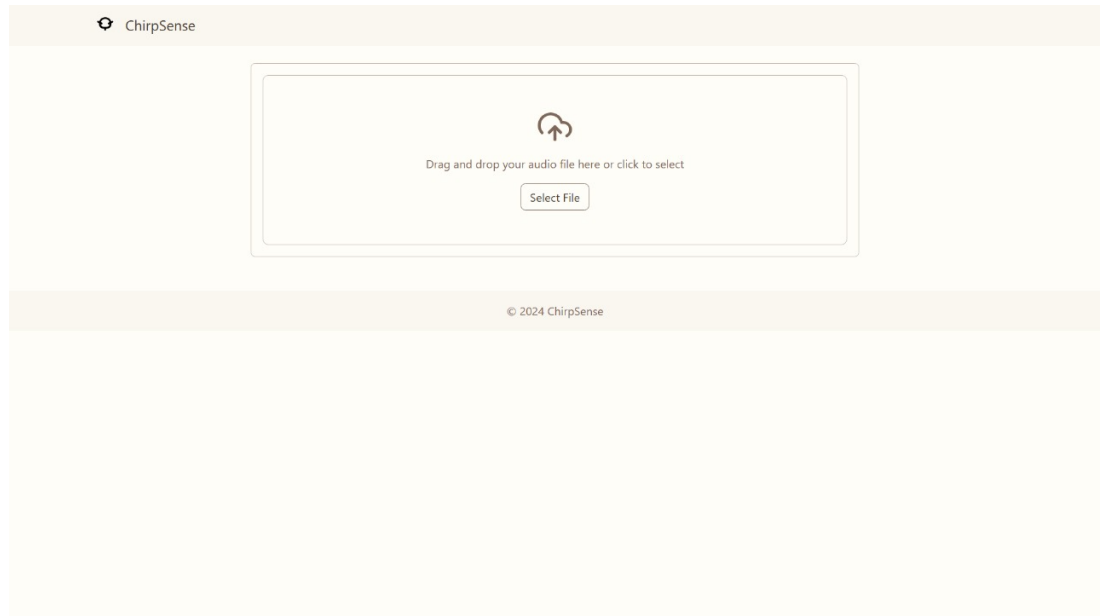 ChirpSense
Drag and drop your audio file here or click to select
Select File
© 2024 ChirpSense